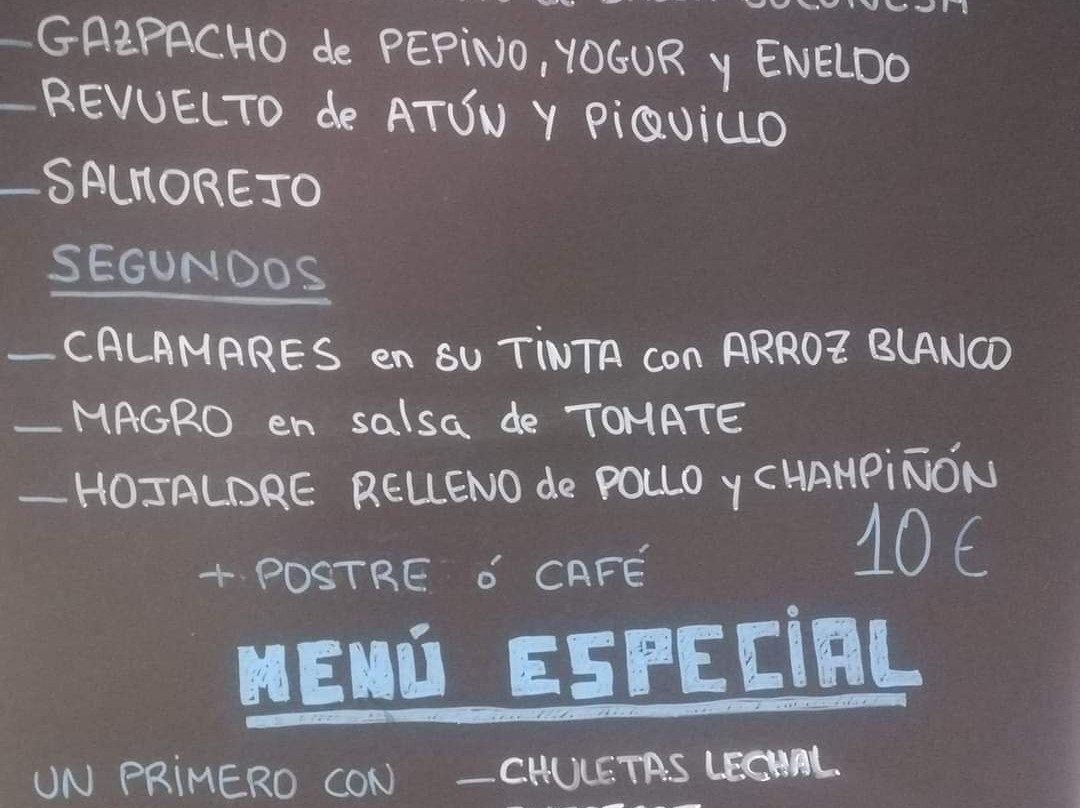 – GAZPACHO de PEPINO, YOGUR y ENELDO
– REVUELTO de ATÚN Y PIQUILLO
– SALMOREJO
SEGUNDOS
– CALAMARES en SU TINTA con ARROZ BLANCO
– MAGRO en salsa de TOMATE
– HOJALDRE RELLENO de POLLO y CHAMPIÑÓN
10 €
+ POSTRE ó CAFÉ
MENÚ ESPECIAL
UN PRIMERO CON – CHULETAS LECHAL